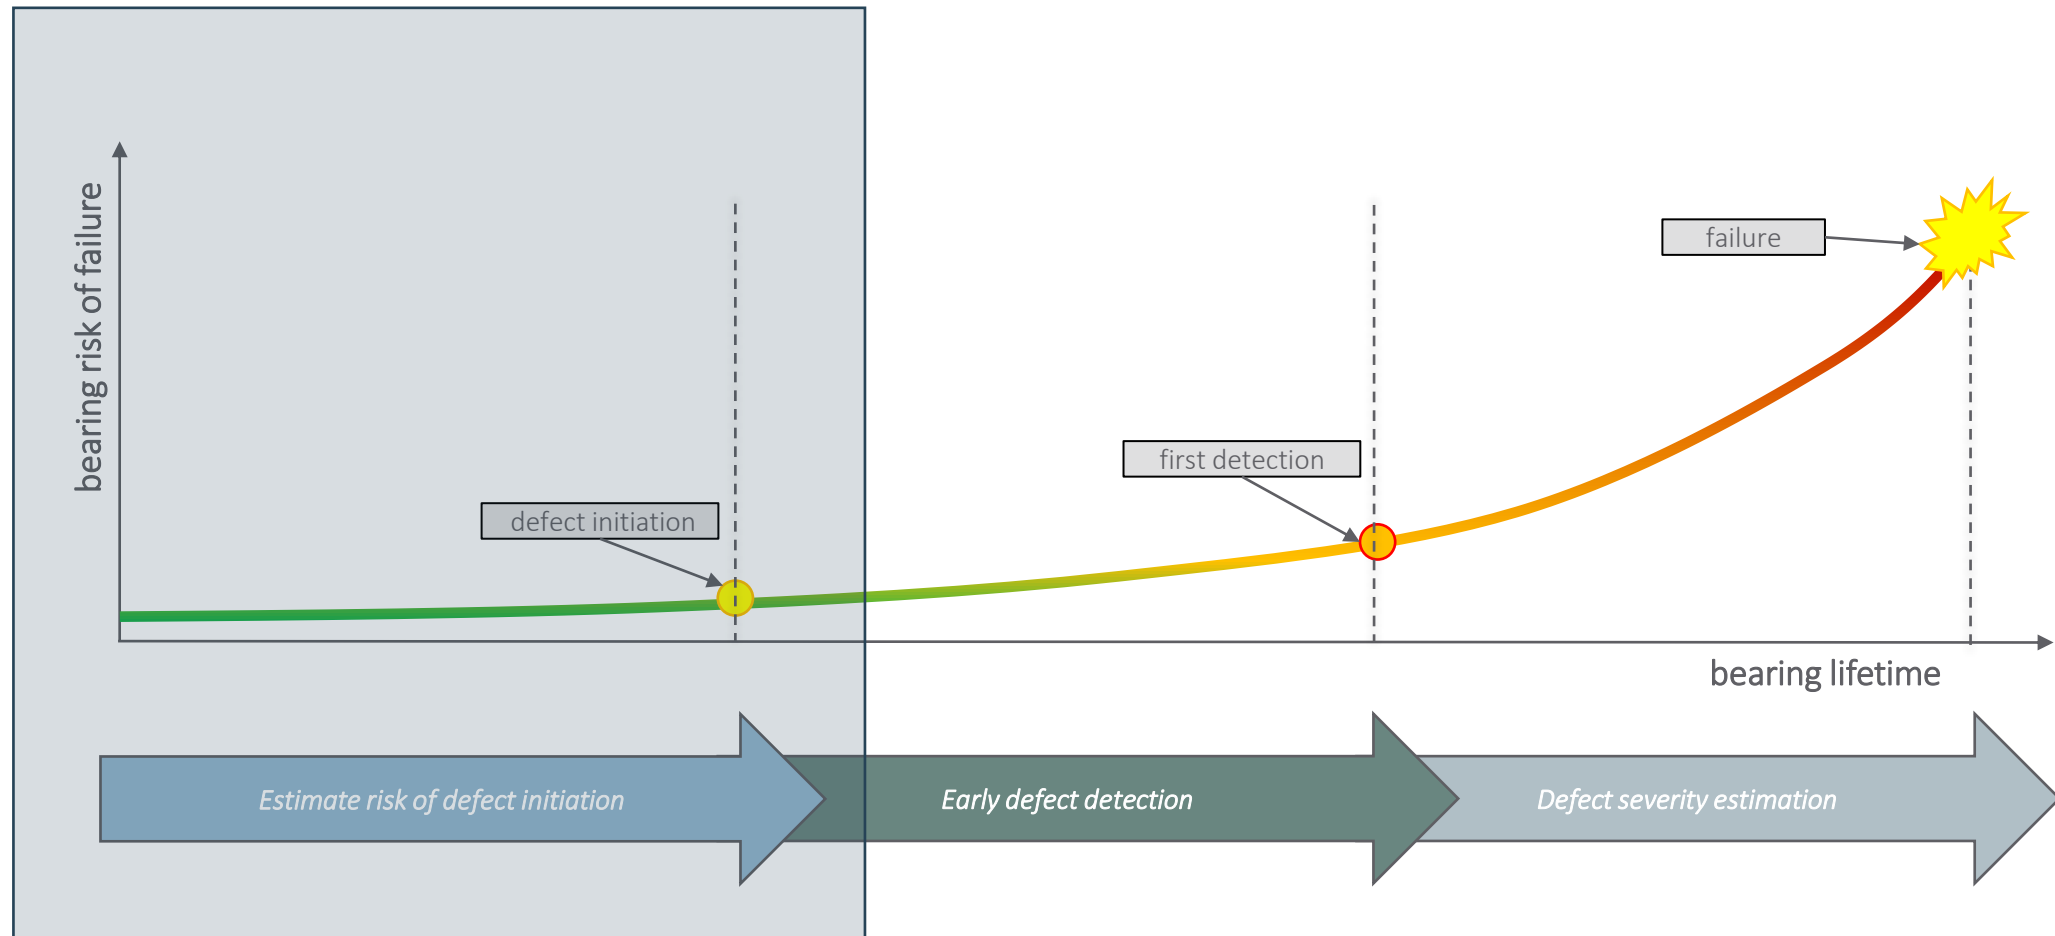 bearing risk of failure
failure
first detection
defect initiation
bearing lifetime
Estimate risk of defect initiation
Early defect detection
Defect severity estimation